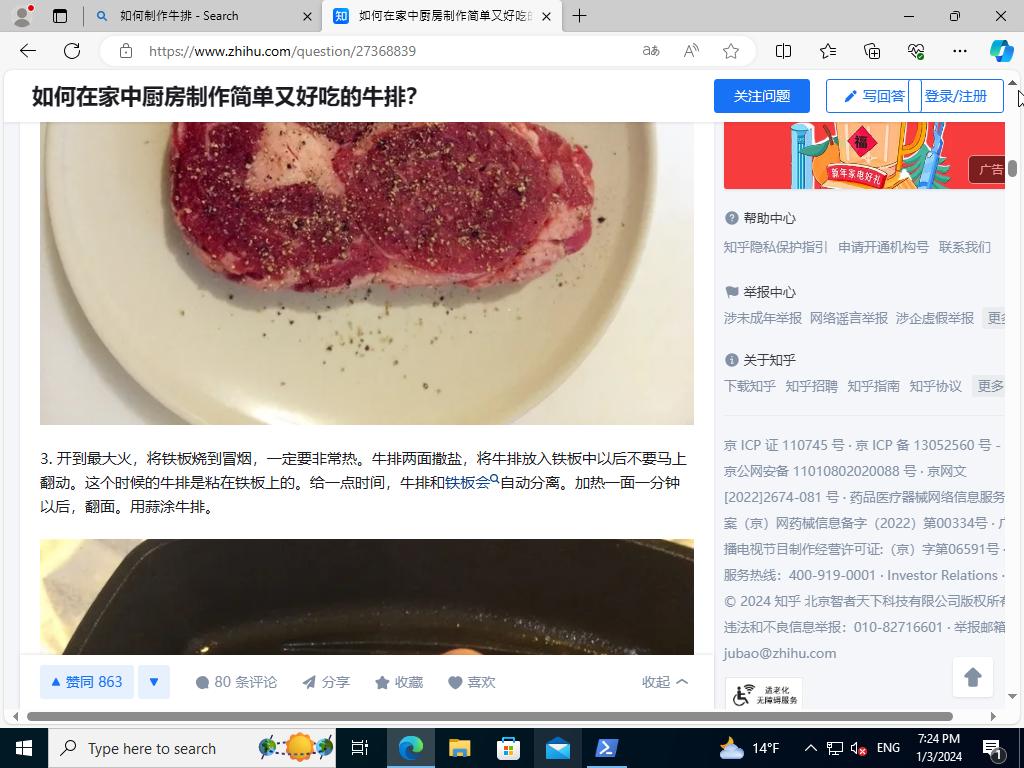 如何制作牛排 - Search
知
如何在家中厨房制作简单又好吃
https://www.zhihu.com/question/27368839
如何在家中厨房制作简单又好吃的牛排?
关注问题
写回答
登录/注册
福
新年家电好礼
广告
帮助中心
知乎隐私保护指引 申请开通机构号 联系我们
举报中心
涉未成年举报 网络谣言举报 涉企虚假举报 更多
关于知乎
下载知乎 知乎招聘 知乎指南 知乎协议 更多
3. 开到最大火，将铁板烧到冒烟，一定要非常热。牛排两面撒盐，将牛排放入铁板中以后不要马上
翻动。这个时候的牛排是粘在铁板上的。给一点时间，牛排和铁板会自动分离。加热一面一分钟
以后，翻面。用蒜涂牛排。
京 ICP 证 110745 号 · 京 ICP 备 13052560 号 -
京公网安备 11010802020088 号 · 京网文
[2022]2674-081 号 · 药品医疗器械网络信息服务
案（京）网药械信息备字（2022）第00334号 ·
播电视节目制作经营许可证:（京）字第06591号 ·
服务热线：400-919-0001 · Investor Relations ·
© 2024 知乎 北京智者天下科技有限公司版权所有
违法和不良信息举报：010-82716601 · 举报邮箱
jubao@zhihu.com
适老化
无障碍服务
赞同 863
80 条评论
分享
收藏
喜欢
收起
Type here to search
14°F
ENG
7:24 PM
1/3/2024
1